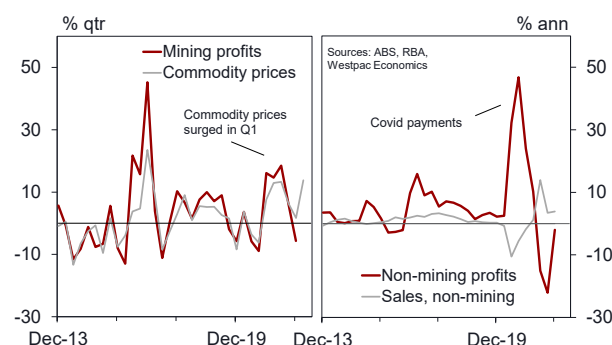 % qtr
% ann
50
30
10
-10
-30
Mining profits
Commodity prices
Commodity prices
surged in Q1
Dec-13
Dec-19
Sources: ABS, RBA,
Westpac Economics
Covid payments
Non-mining profits
Sales, non-mining
50
30
10
-10
-30
Dec-13
Dec-19